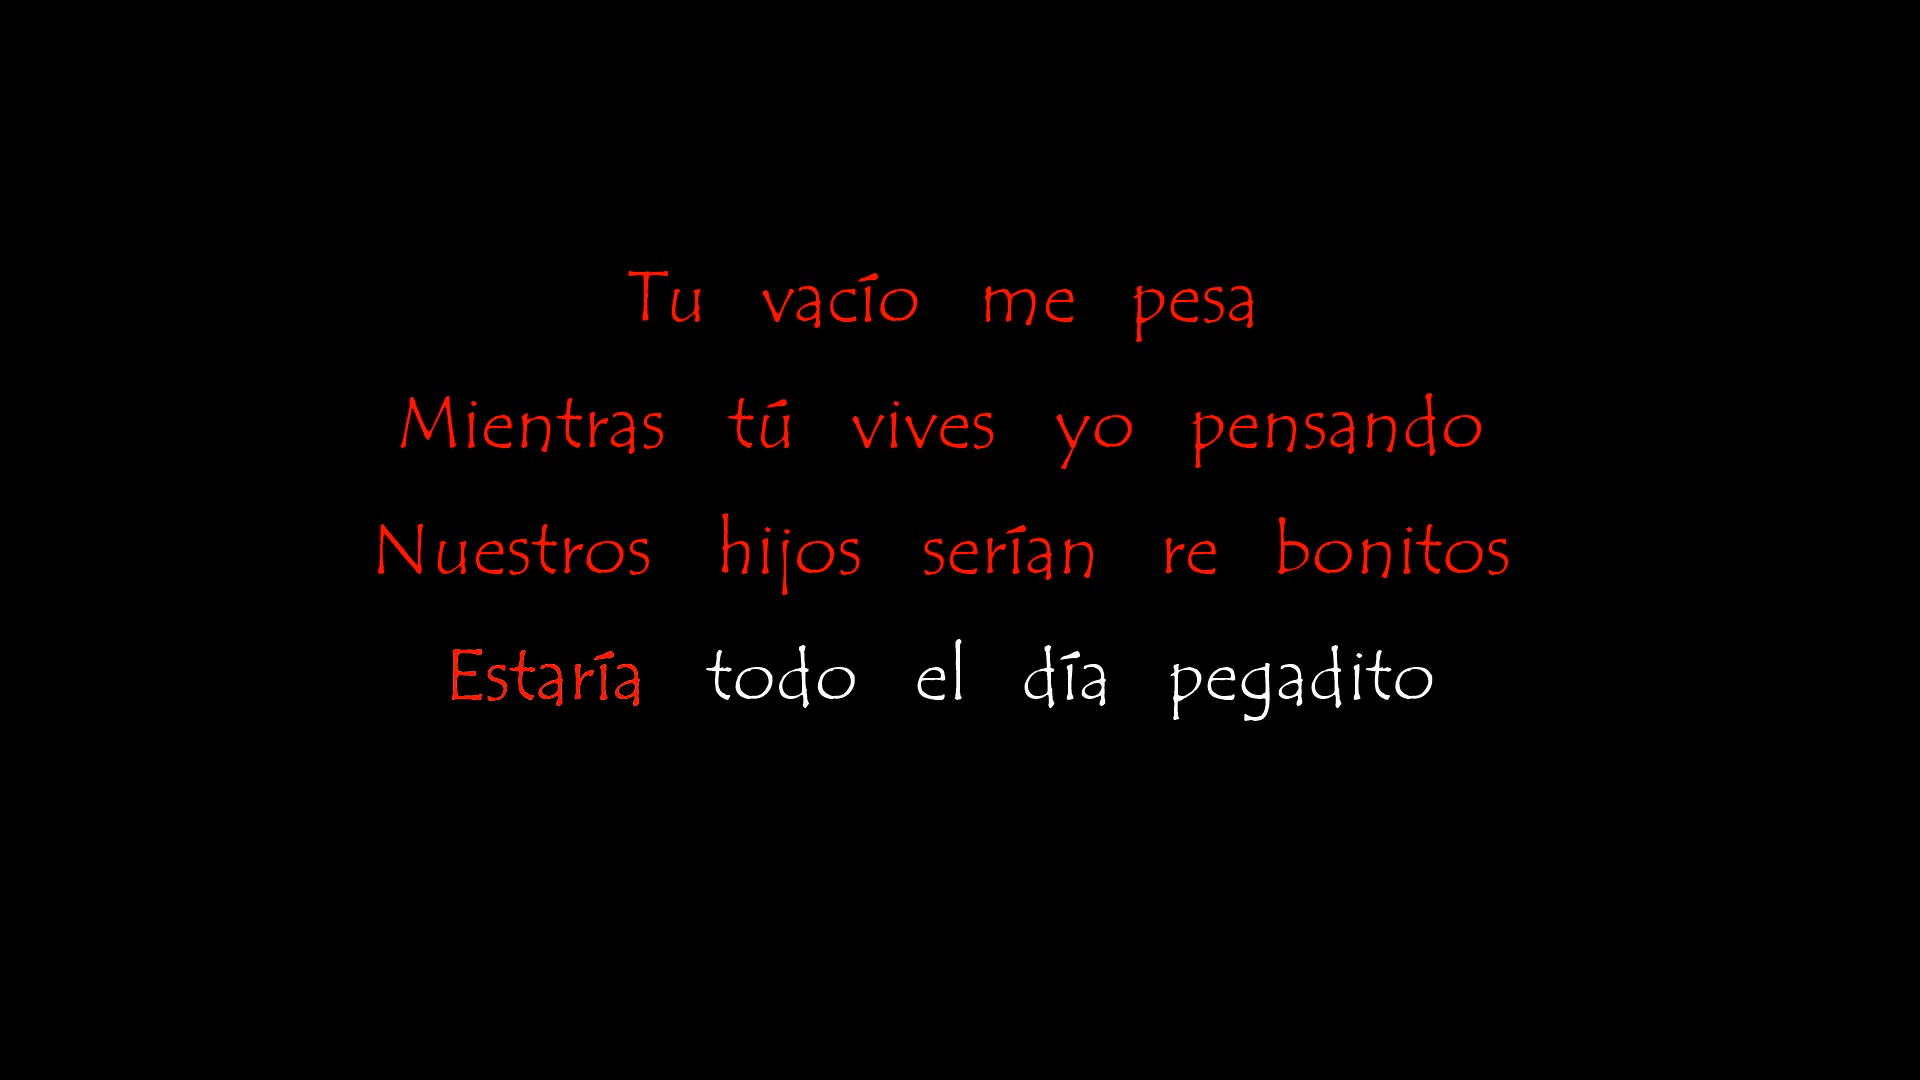 Tu vacío me pesa
Mientras tú vives yo pensando
Nuestros hijos serían re bonitos
Estaría todo el día pegadito